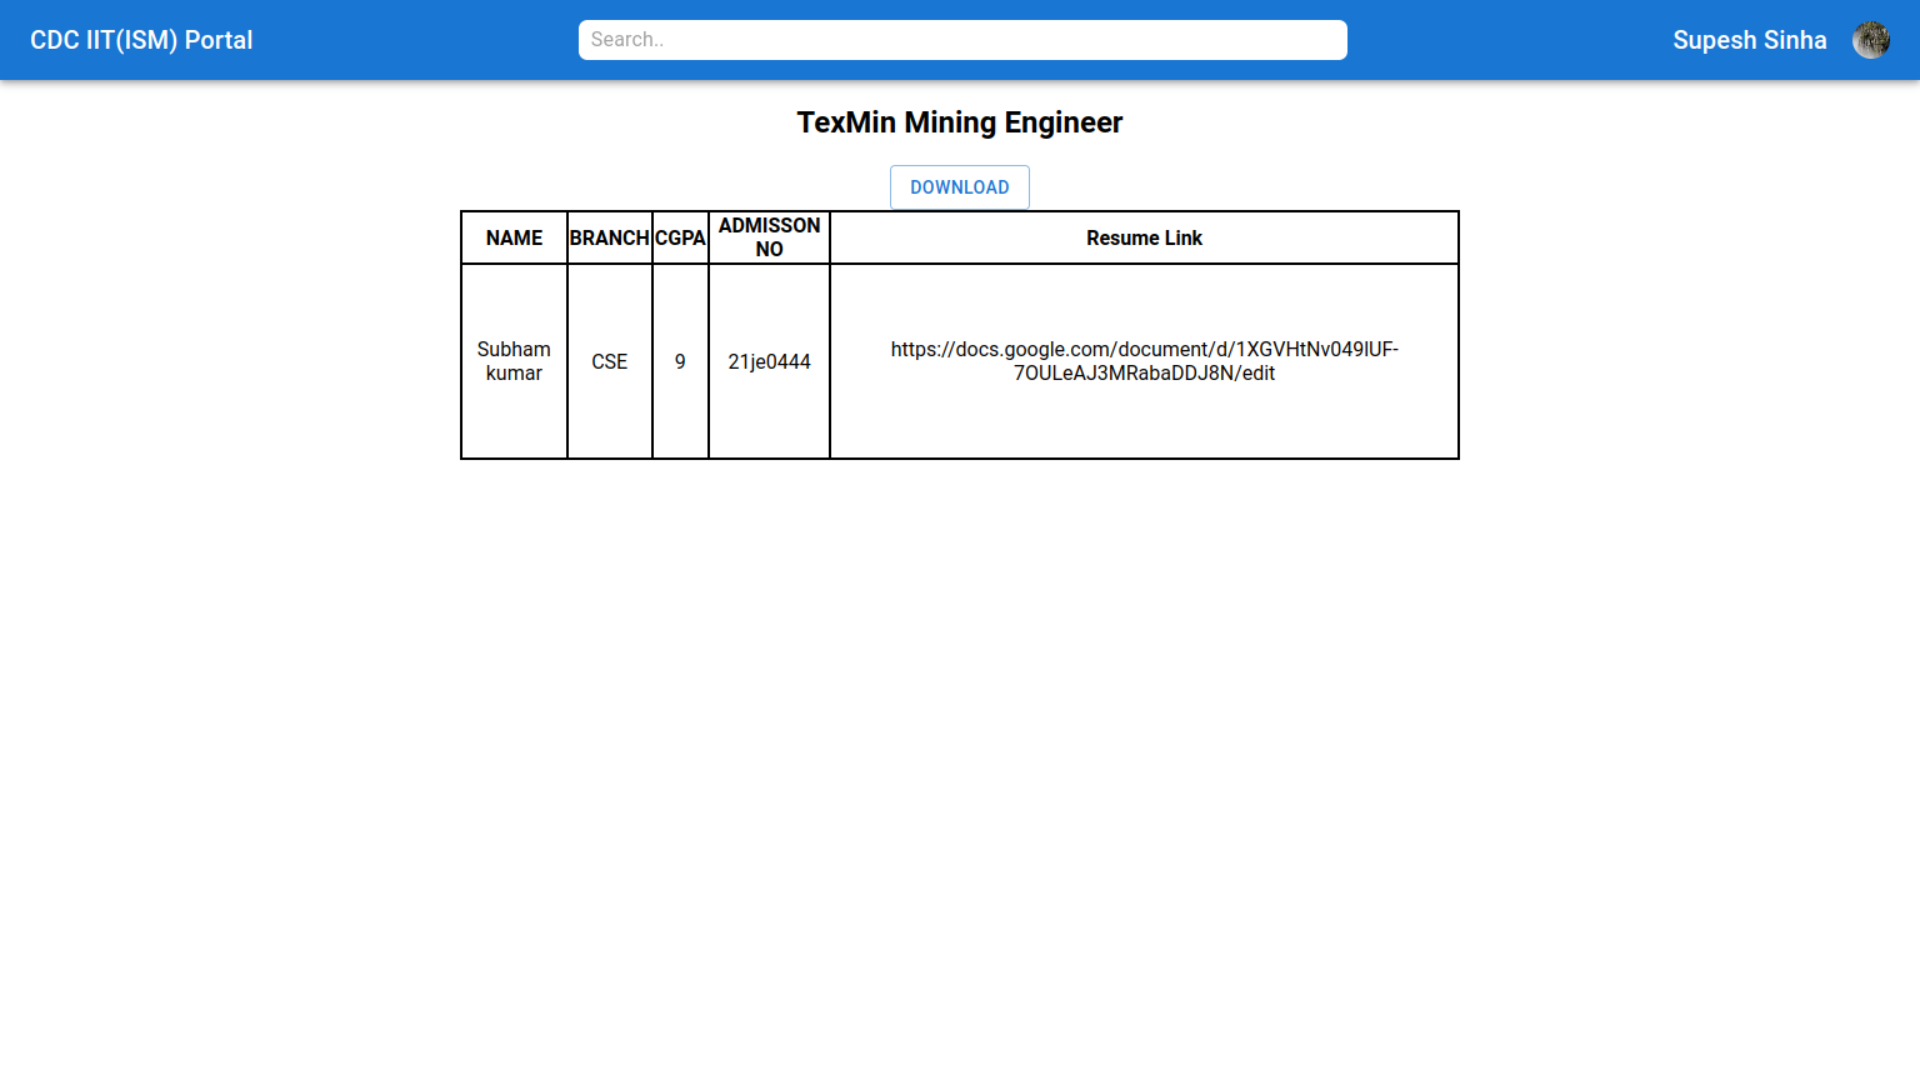 CDC IIT(ISM) Portal
Search..
Supesh Sinha
TexMin Mining Engineer
DOWNLOAD
NAME BRANCH CGPA ADMISSON NO Resume Link
Subham kumar CSE 9 21je0444 https://docs.google.com/document/d/1XGVHtNv049lUF-7OULeAJ3MRabaDDJ8N/edit